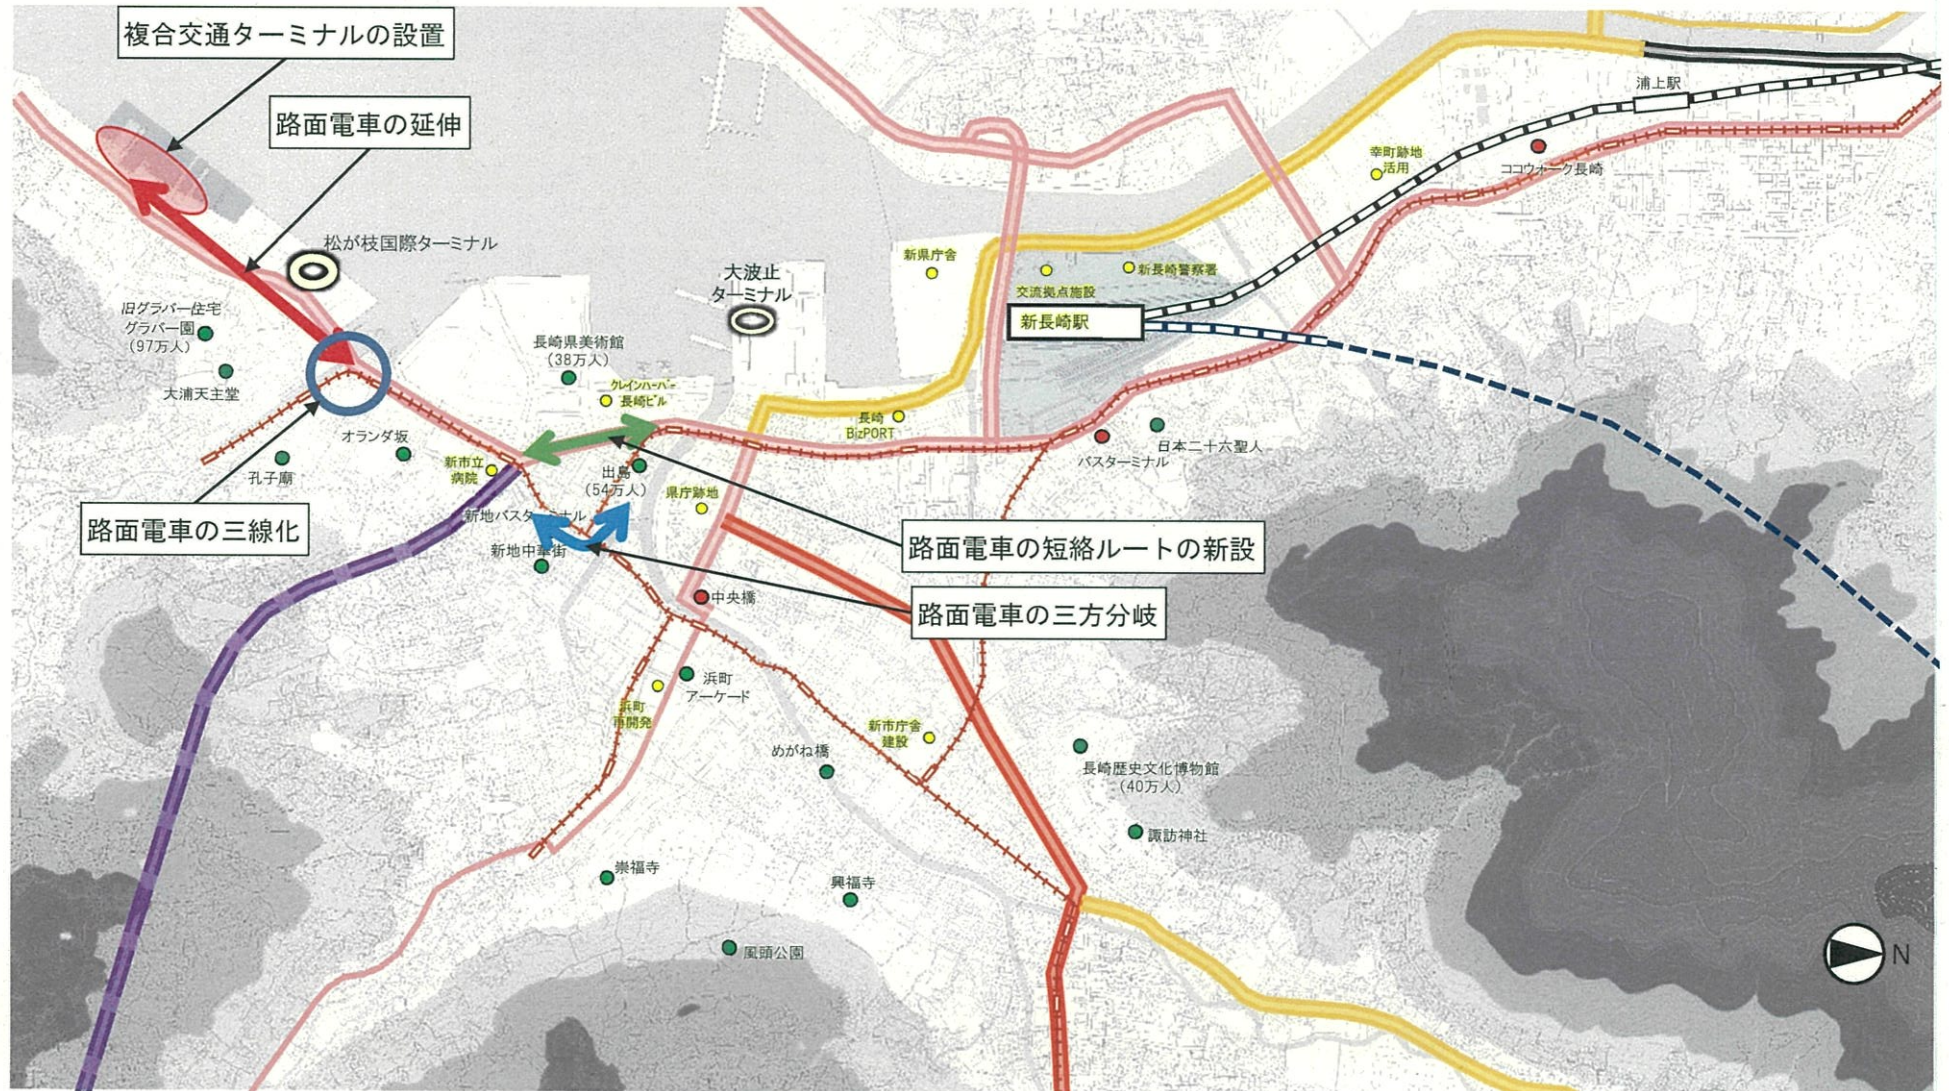 複合交通ターミナルの設置
路面電車の延伸
松が枝国際ターミナル
旧グラバー住宅
グラバー園
(97万人)
大浦天主堂
孔子廟
オランダ坂
路面電車の三線化
長崎県美術館
(38万人)
クレインハーバー
長崎ビル
新市立
病院
出島
(54万人)
新地バスターミナル
新地中華街
県庁跡地
大波止
ターミナル
新県庁舎
交流拠点施設
新長崎警察署
新長崎駅
長崎
BizPORT
バスターミナル
日本二十六聖人
幸町跡地
活用
ココウォーク長崎
浦上駅
路面電車の短絡ルートの新設
路面電車の三方分岐
中央橋
浜町
アーケード
浜町
再開発
新市庁舎
建設
めがね橋
長崎歴史文化博物館
(40万人)
諏訪神社
崇福寺
興福寺
風頭公園
N